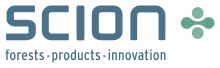 scion
forests · products · innovation